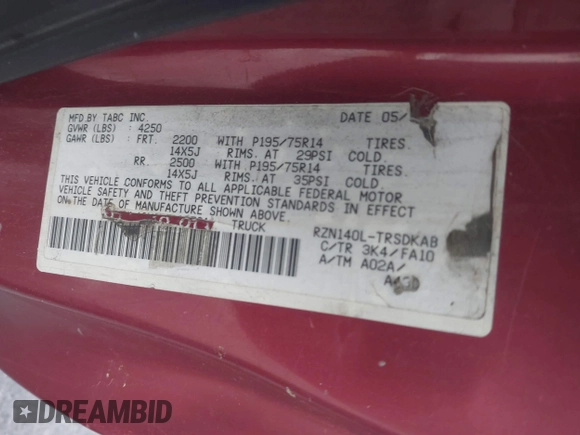 MFD.BY TABC INC. DATE 05/
GVWR (LBS) : 4250
GAWR (LBS) : FRT. 2200 WITH P195/75R14 TIRES.
14X5J RIMS. AT 29PSI COLD.
RR. 2500 WITH P195/75R14 TIRES.
14X5J RIMS. AT 35PSI COLD.
THIS VEHICLE CONFORMS TO ALL APPLICABLE FEDERAL MOTOR
VEHICLE SAFETY AND THEFT PREVENTION STANDARDS IN EFFECT
ON THE DATE OF MANUFACTURE SHOWN ABOVE.
TRUCK RZN140L-TRSDKAB
C/TR 3K4/FA10
A/TM A02A/
DREAMBID